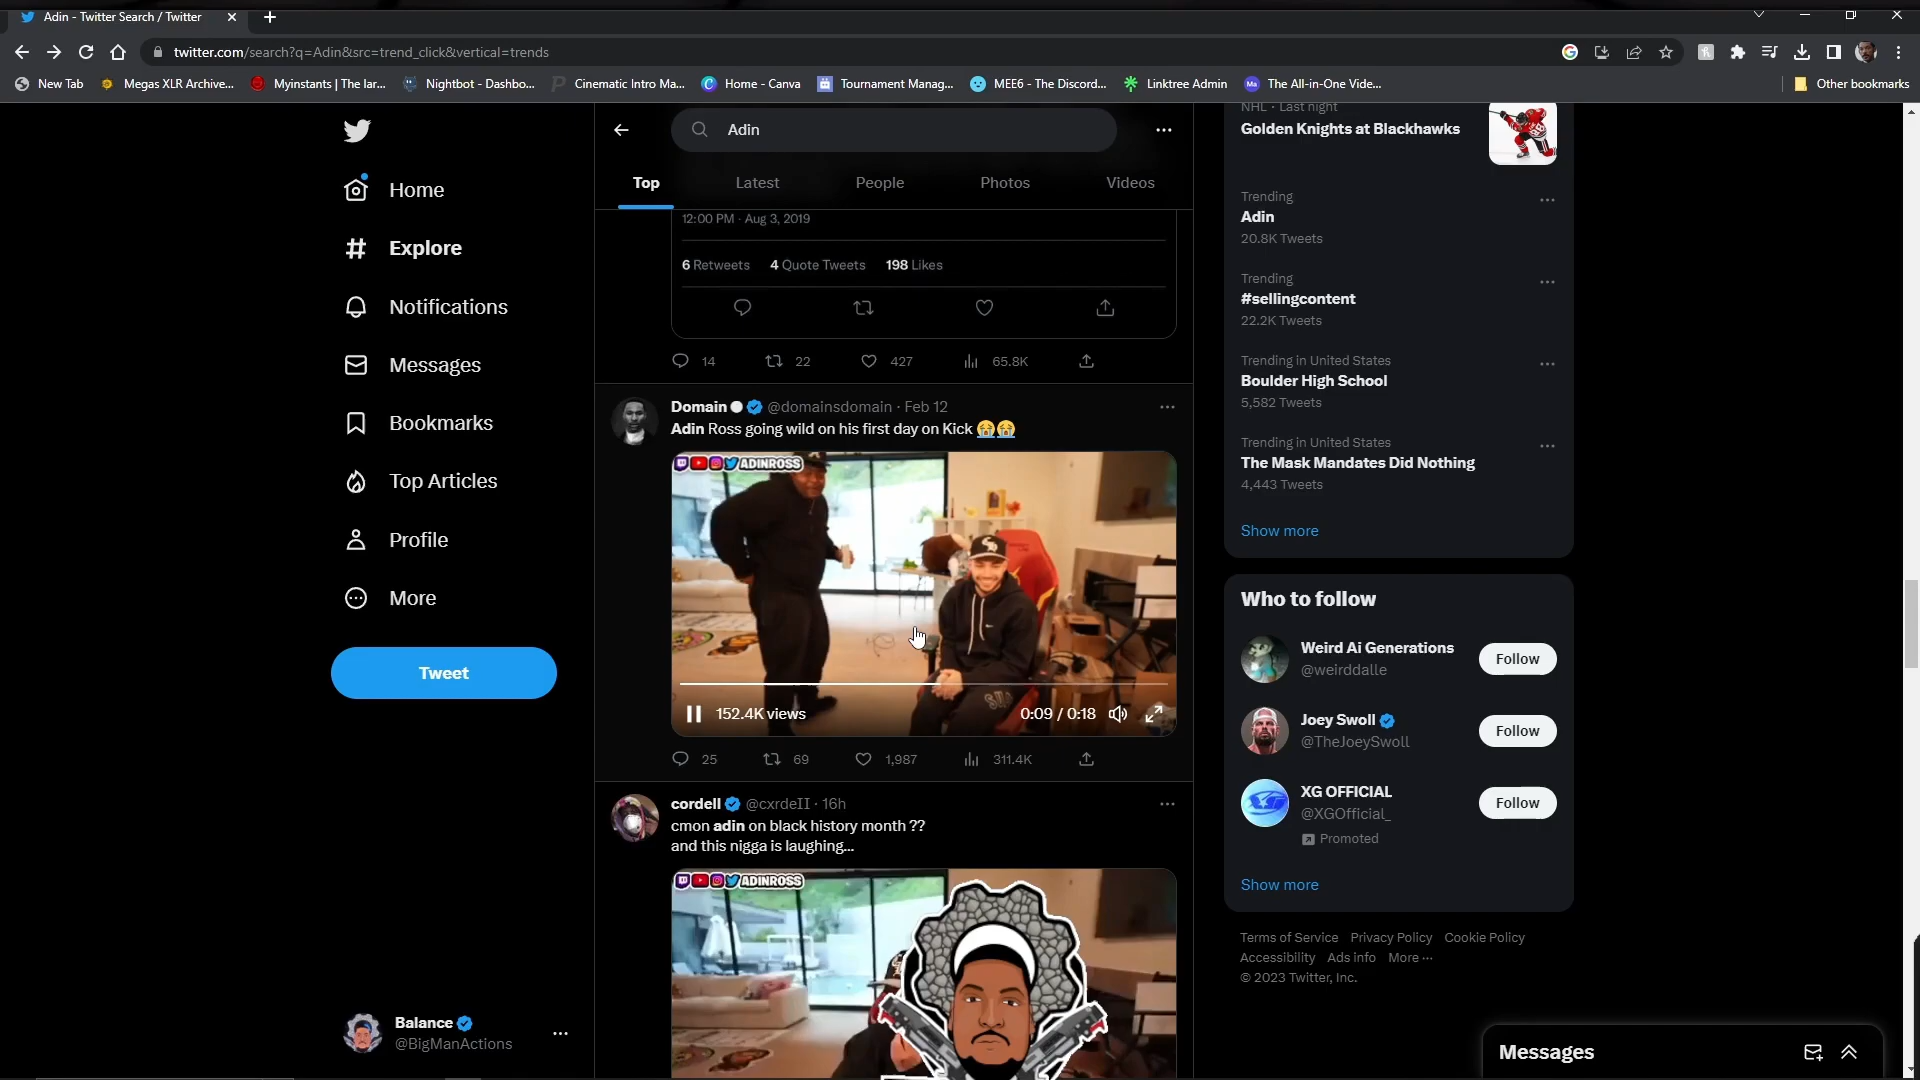 Adin - Twitter Search / Twitter
twitter.com/search?q=Adin&src=trend_click&vertical=trends
New Tab
Megas XLR Archive...
Myinstants | The lar...
Nightbot - Dashbo...
Cinematic Intro Ma...
Home - Canva
Tournament Manag...
MEE6 - The Discord...
Linktree Admin
The All-in-One Vide...
Other bookmarks
Home
Explore
Notifications
Messages
Bookmarks
Top Articles
Profile
More
Tweet
Balance
@BigManActions
Adin
Top
Latest
People
Photos
Videos
12:00 PM · Aug 3, 2019
6 Retweets 4 Quote Tweets 198 Likes
14 22 427 65.8K
Domain @domainsdomain · Feb 12
Adin Ross going wild on his first day on Kick 😭😭
ADINROSS
152.4K views
0:09 / 0:18
25 69 1,987 311.4K
cordell @cxrdeII · 16h
cmon adin on black history month ??
and this nigga is laughing...
ADINROSS
NHL · Last night
Golden Knights at Blackhawks
Trending
Adin
20.8K Tweets
Trending
#sellingcontent
22.2K Tweets
Trending in United States
Boulder High School
5,582 Tweets
Trending in United States
The Mask Mandates Did Nothing
4,443 Tweets
Show more
Who to follow
Weird Ai Generations
@weirddalle
Follow
Joey Swoll
@TheJoeySwoll
Follow
XG OFFICIAL
@XGOfficial_
Promoted
Follow
Show more
Terms of Service Privacy Policy Cookie Policy
Accessibility Ads info More ···
© 2023 Twitter, Inc.
Messages